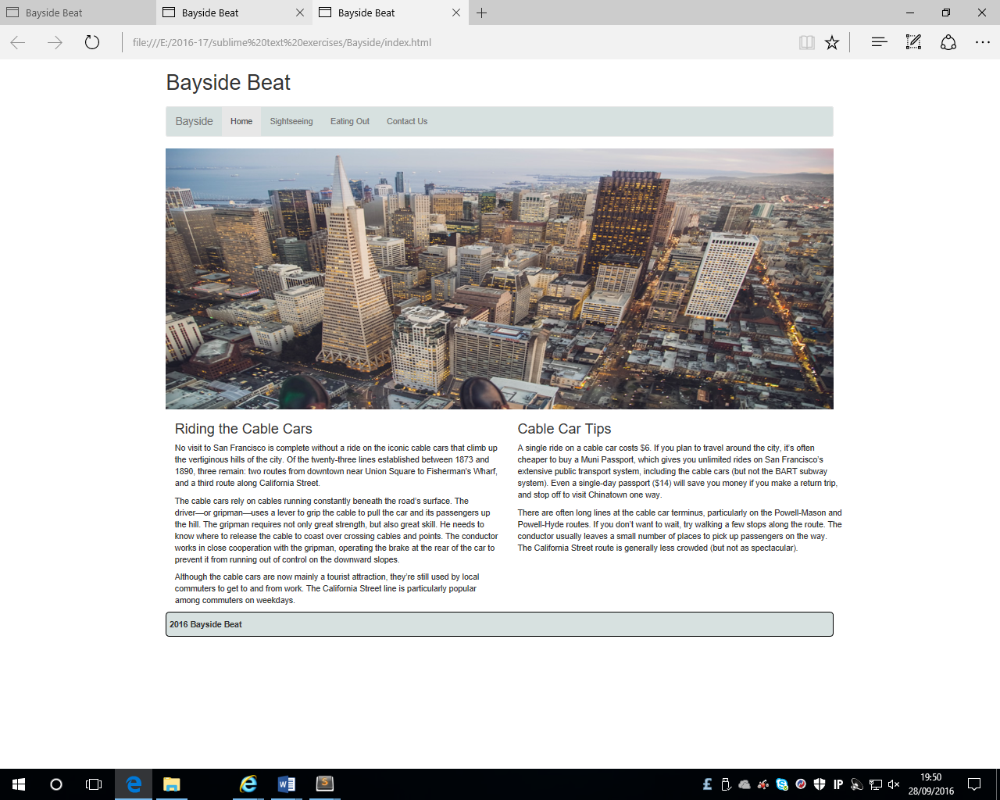 Bayside Beat
Bayside Beat
Bayside Beat
file:///E:/2016-17/sublime%20text%20exercises/Bayside/index.html
Bayside Beat
Bayside Home Sightseeing Eating Out Contact Us
Riding the Cable Cars
No visit to San Francisco is complete without a ride on the iconic cable cars that climb up
the vertiginous hills of the city. Of the twenty-three lines established between 1873 and
1890, three remain: two routes from downtown near Union Square to Fisherman's Wharf,
and a third route along California Street.
The cable cars rely on cables running constantly beneath the road's surface. The
driver—or gripman—uses a lever to grip the cable to pull the car and its passengers up
the hill. The gripman requires not only great strength, but also great skill. He needs to
know where to release the cable to coast over crossing cables and points. The conductor
works in close cooperation with the gripman, operating the brake at the rear of the car to
prevent it from running out of control on the downward slopes.
Although the cable cars are now mainly a tourist attraction, they're still used by local
commuters to get to and from work. The California Street line is particularly popular
among commuters on weekdays.
Cable Car Tips
A single ride on a cable car costs $6. If you plan to travel around the city, it's often
cheaper to buy a Muni Passport, which gives you unlimited rides on San Francisco's
extensive public transport system, including the cable cars (but not the BART subway
system). Even a single-day passport ($14) will save you money if you make a return trip,
and stop off to visit Chinatown one way.
There are often long lines at the cable car terminus, particularly on the Powell-Mason and
Powell-Hyde routes. If you don't want to wait, try walking a few stops along the route. The
conductor usually leaves a small number of places to pick up passengers on the way.
The California Street route is generally less crowded (but not as spectacular).
2016 Bayside Beat
IP
19:50
28/09/2016